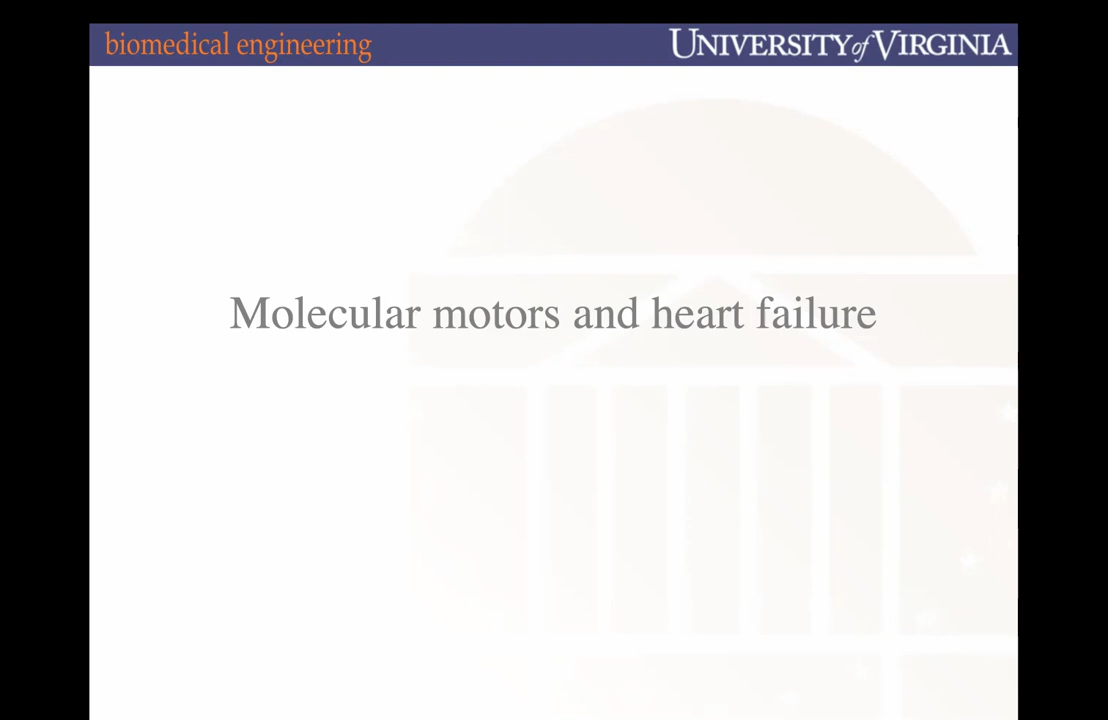 biomedical engineering
UNIVERSITY of VIRGINIA
Molecular motors and heart failure